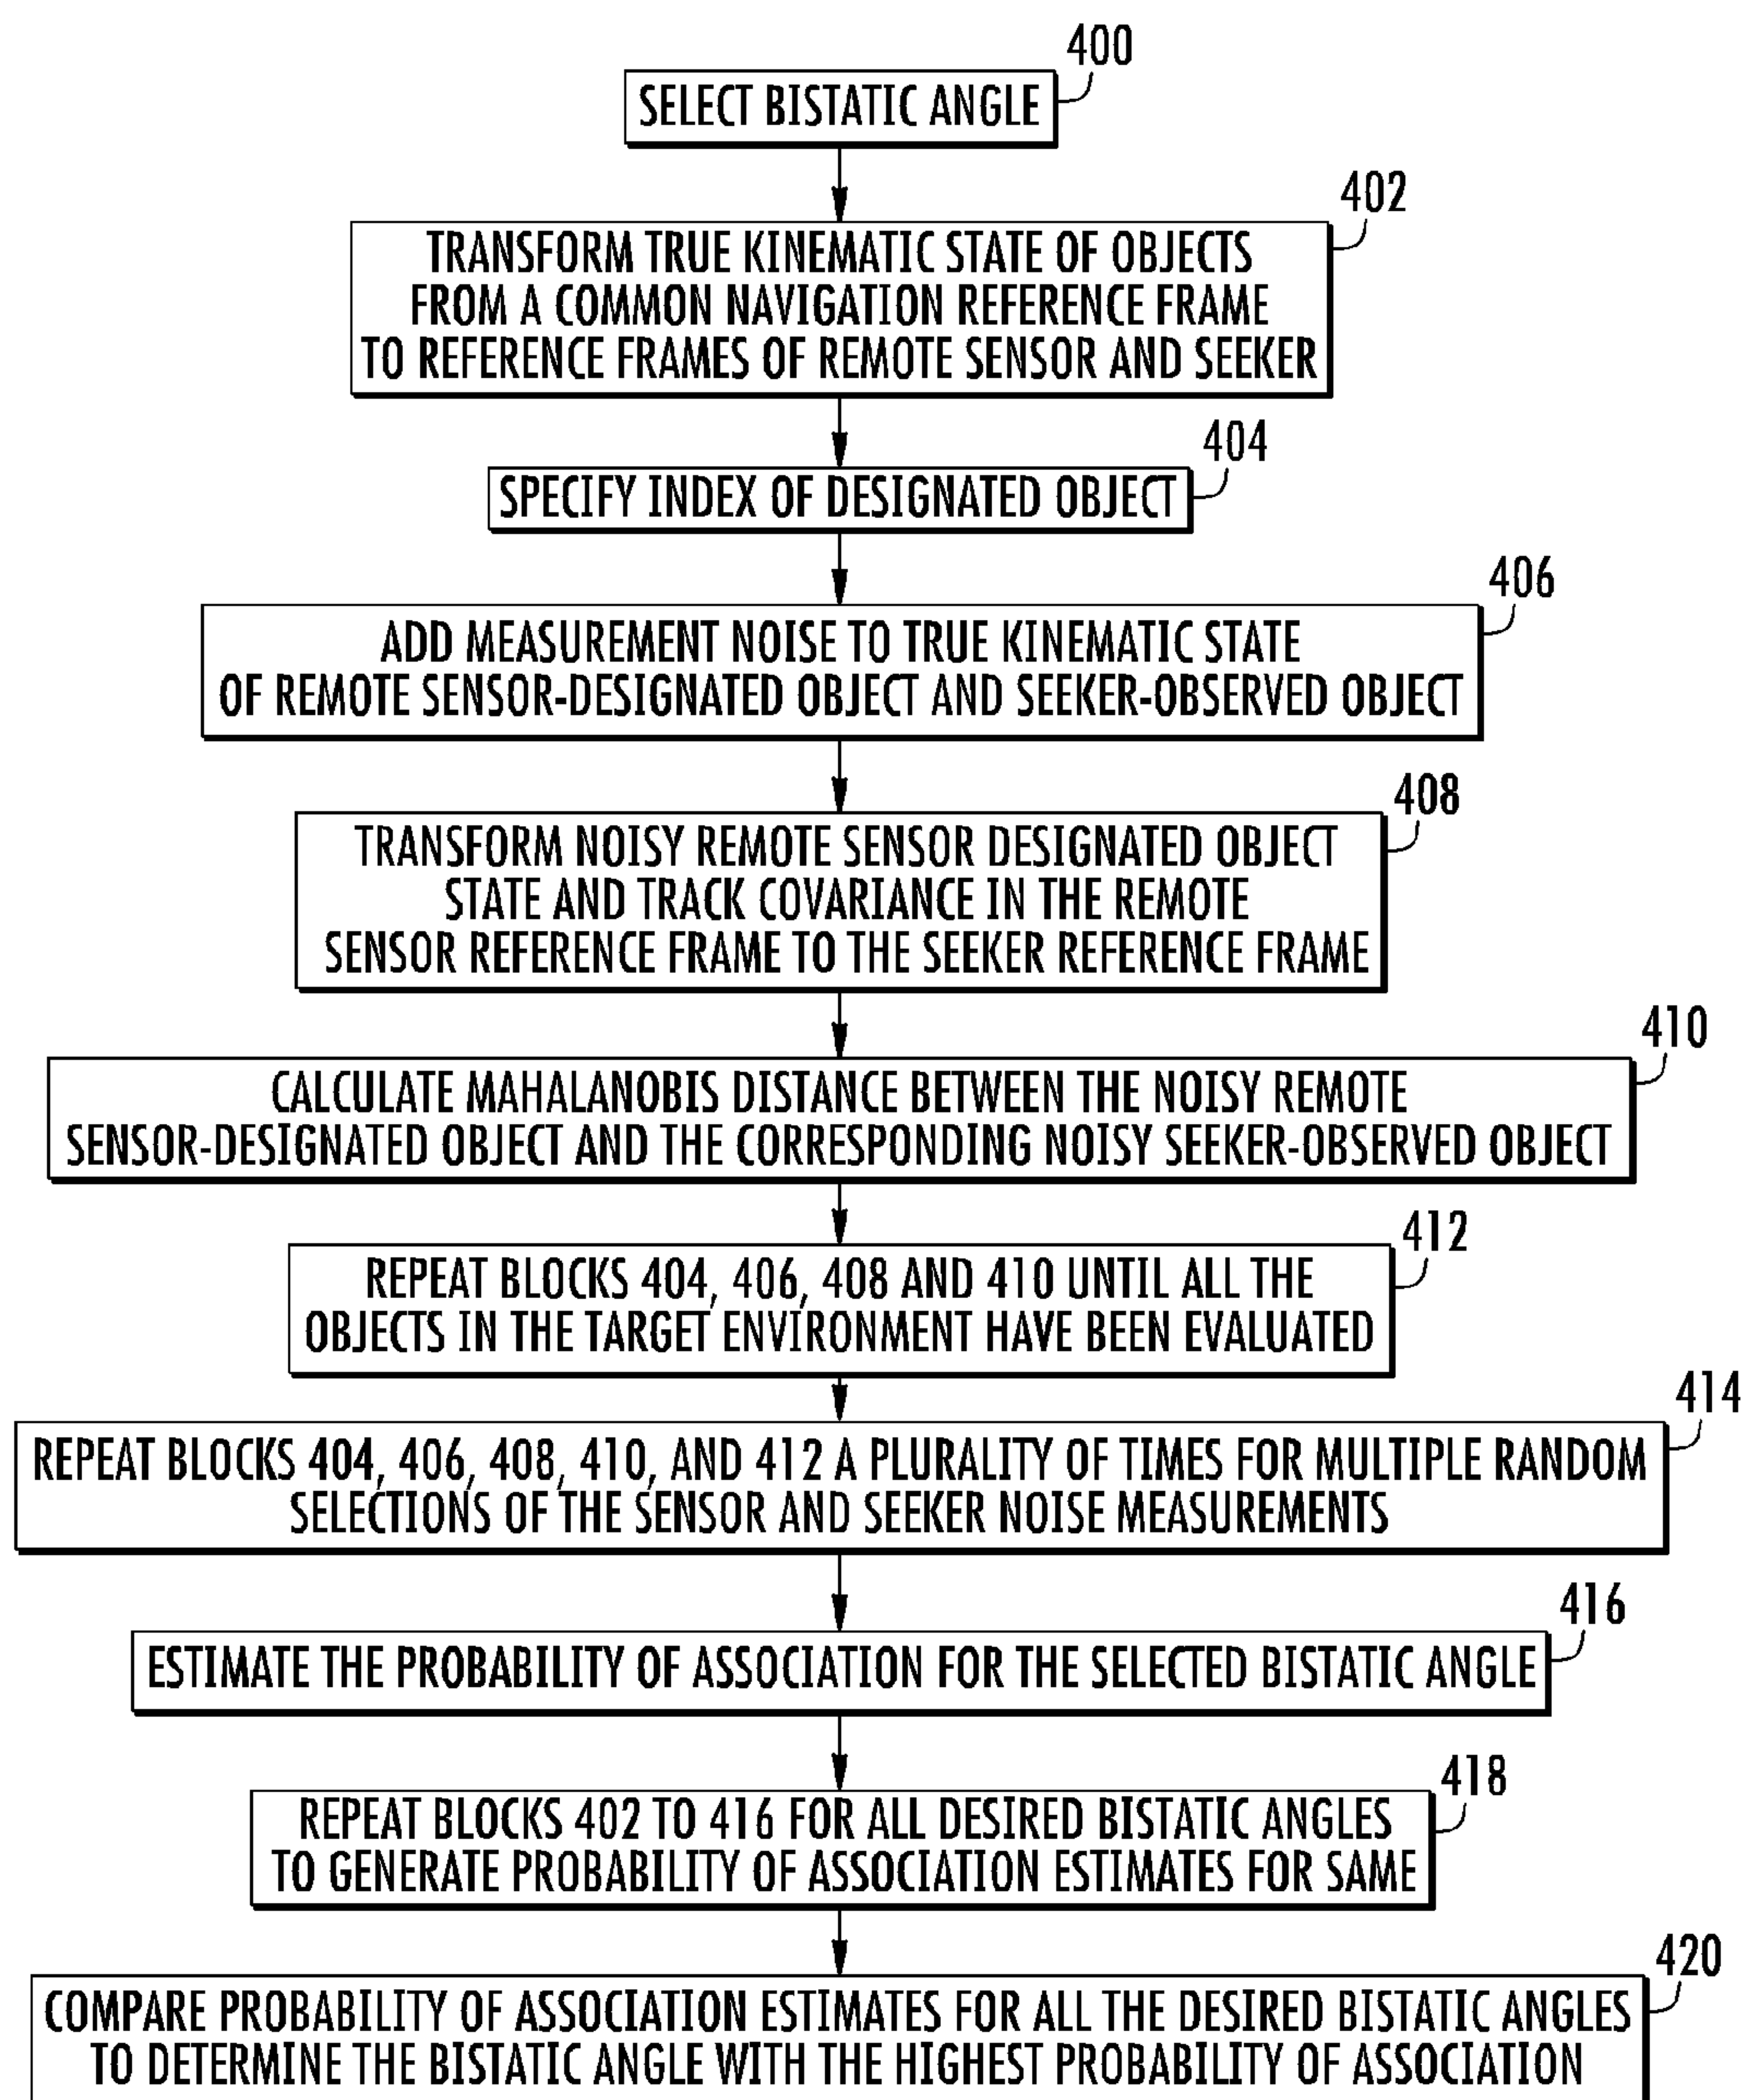 400
SELECT BISTATIC ANGLE
402
TRANSFORM TRUE KINEMATIC STATE OF OBJECTS
FROM A COMMON NAVIGATION REFERENCE FRAME
TO REFERENCE FRAMES OF REMOTE SENSOR AND SEEKER
404
SPECIFY INDEX OF DESIGNATED OBJECT
406
ADD MEASUREMENT NOISE TO TRUE KINEMATIC STATE
OF REMOTE SENSOR-DESIGNATED OBJECT AND SEEKER-OBSERVED OBJECT
408
TRANSFORM NOISY REMOTE SENSOR DESIGNATED OBJECT
STATE AND TRACK COVARIANCE IN THE REMOTE
SENSOR REFERENCE FRAME TO THE SEEKER REFERENCE FRAME
410
CALCULATE MAHALANOBIS DISTANCE BETWEEN THE NOISY REMOTE
SENSOR-DESIGNATED OBJECT AND THE CORRESPONDING NOISY SEEKER-OBSERVED OBJECT
412
REPEAT BLOCKS 404, 406, 408 AND 410 UNTIL ALL THE
OBJECTS IN THE TARGET ENVIRONMENT HAVE BEEN EVALUATED
414
REPEAT BLOCKS 404, 406, 408, 410, AND 412 A PLURALITY OF TIMES FOR MULTIPLE RANDOM
SELECTIONS OF THE SENSOR AND SEEKER NOISE MEASUREMENTS
416
ESTIMATE THE PROBABILITY OF ASSOCIATION FOR THE SELECTED BISTATIC ANGLE
418
REPEAT BLOCKS 402 TO 416 FOR ALL DESIRED BISTATIC ANGLES
TO GENERATE PROBABILITY OF ASSOCIATION ESTIMATES FOR SAME
420
COMPARE PROBABILITY OF ASSOCIATION ESTIMATES FOR ALL THE DESIRED BISTATIC ANGLES
TO DETERMINE THE BISTATIC ANGLE WITH THE HIGHEST PROBABILITY OF ASSOCIATION